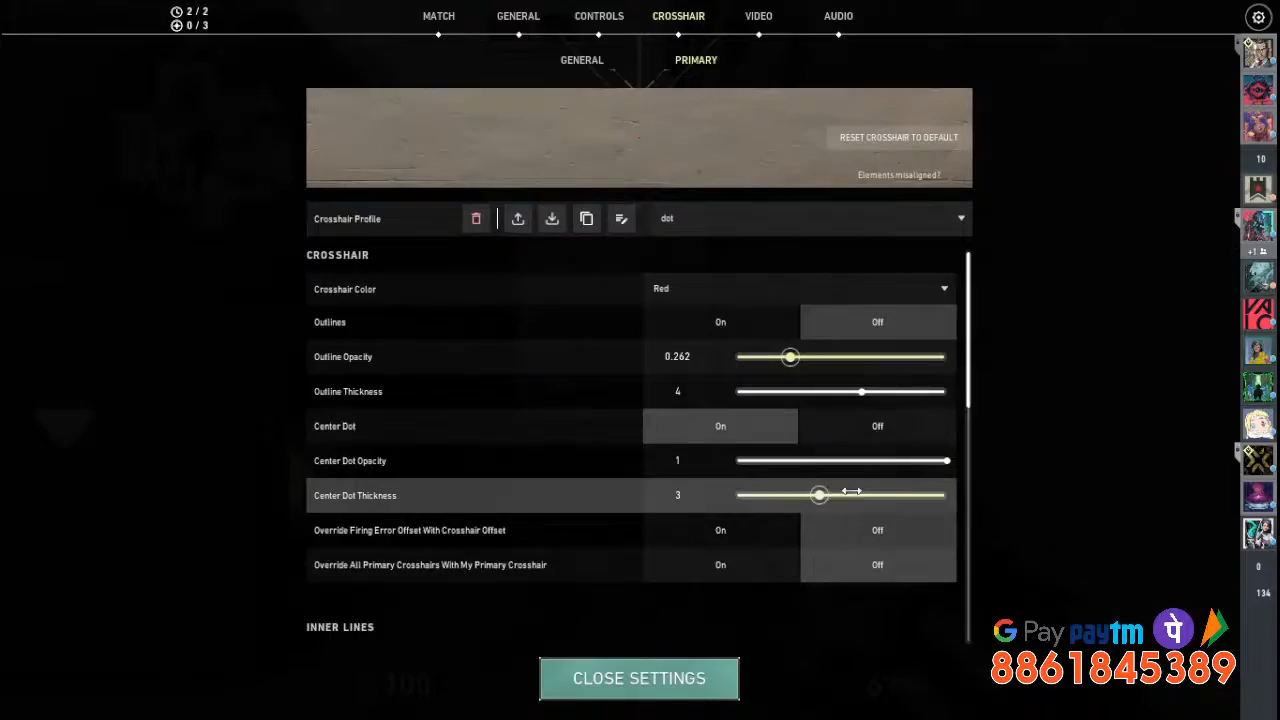 2 / 2
0 / 3
MATCH
GENERAL
CONTROLS
CROSSHAIR
VIDEO
AUDIO
GENERAL
PRIMARY
RESET CROSSHAIR TO DEFAULT
Elements misaligned?
Crosshair Profile
dot
CROSSHAIR
Crosshair Color Red
Outlines On Off
Outline Opacity 0.262
Outline Thickness 4
Center Dot On Off
Center Dot Opacity 1
Center Dot Thickness 3
Override Firing Error Offset With Crosshair Offset On Off
Override All Primary Crosshairs With My Primary Crosshair On Off
INNER LINES
CLOSE SETTINGS
100
10
+1
0
134
G Pay paytm पे
8861845389